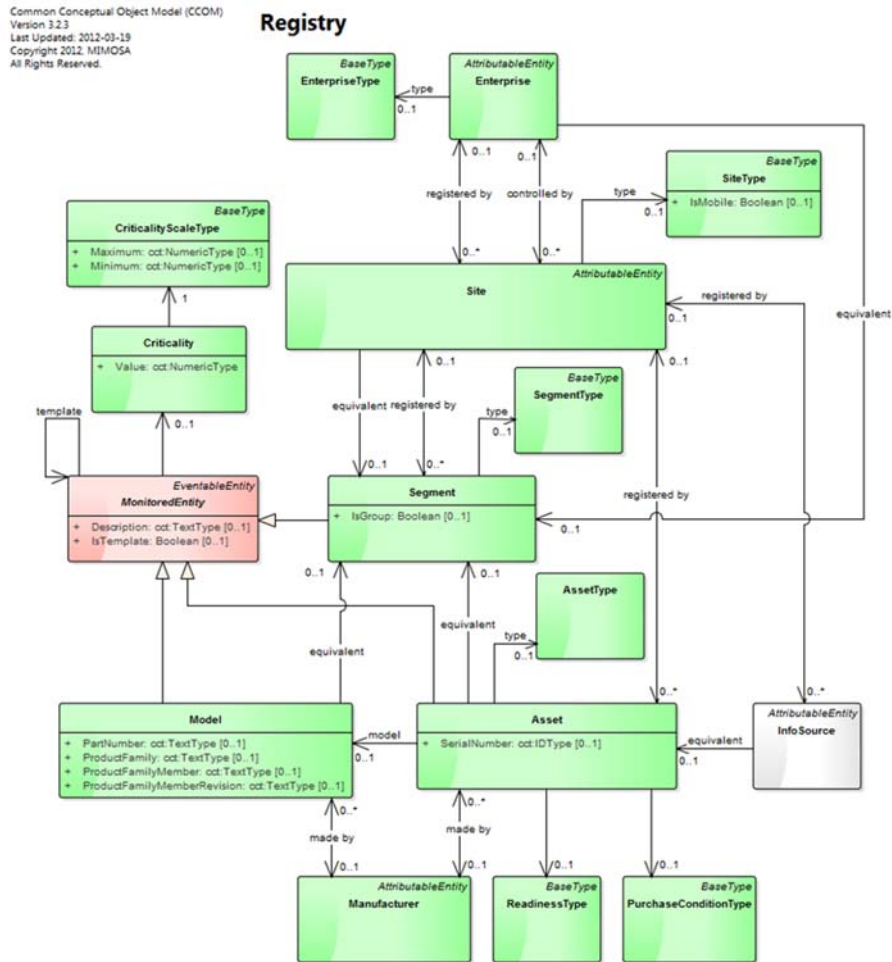 Common Conceptual Object Model (CCOM)
Version 3.2.3
Last Updated: 2012-03-19
Copyright 2012, MIMOSA
All Rights Reserved.
Registry
BaseType
EnterpriseType
type
0..1
AttributableEntity
Enterprise
0..1
0..1
registered by
controlled by
0..*
0..*
type
0..1
BaseType
SiteType
+ IsMobile: Boolean [0..1]
BaseType
CriticalityScaleType
+ Maximum: cct:NumericType [0..1]
+ Minimum: cct:NumericType [0..1]
1
AttributableEntity
Site
0..1
registered by
equivalent
Criticality
+ Value: cct:NumericType
0..1
0..1
0..1
equivalent
registered by
0..1
0..*
type
0..1
BaseType
SegmentType
template
EventableEntity
MonitoredEntity
+ Description: cct:TextType [0..1]
+ IsTemplate: Boolean [0..1]
Segment
+ IsGroup: Boolean [0..1]
registered by
0..1
0..1
0..1
equivalent
equivalent
type
0..1
AssetType
0..*
0..*
Model
+ PartNumber: cct:TextType [0..1]
+ ProductFamily: cct:TextType [0..1]
+ ProductFamilyMember: cct:TextType [0..1]
+ ProductFamilyMemberRevision: cct:TextType [0..1]
model
0..1
Asset
+ SerialNumber: cct:IDType [0..1]
equivalent
0..1
AttributableEntity
InfoSource
0..*
made by
0..1
0..*
made by
0..1
0..1
0..1
AttributableEntity
Manufacturer
BaseType
ReadinessType
BaseType
PurchaseConditionType